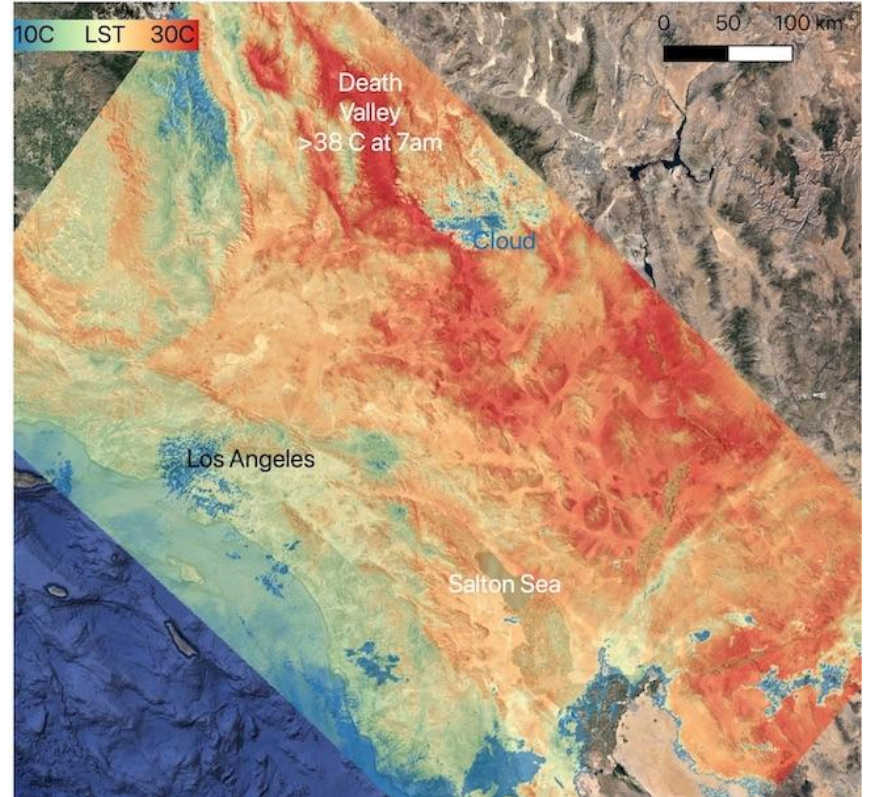 10C LST 30C
0 50 100 km
Death
Valley
>38 C at 7am
Cloud
Los Angeles
Salton Sea